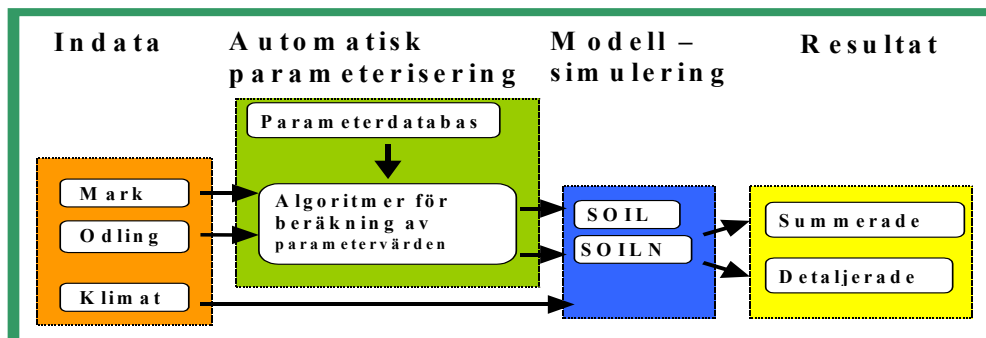 Indata
Automatisk
parameterisering
Modell –
simulering
Resultat
Parameterdatabas
Mark
Odling
Klimat
Algoritmer för
beräkning av
parametervärden
SOIL
SOILN
Summerade
Detaljerade